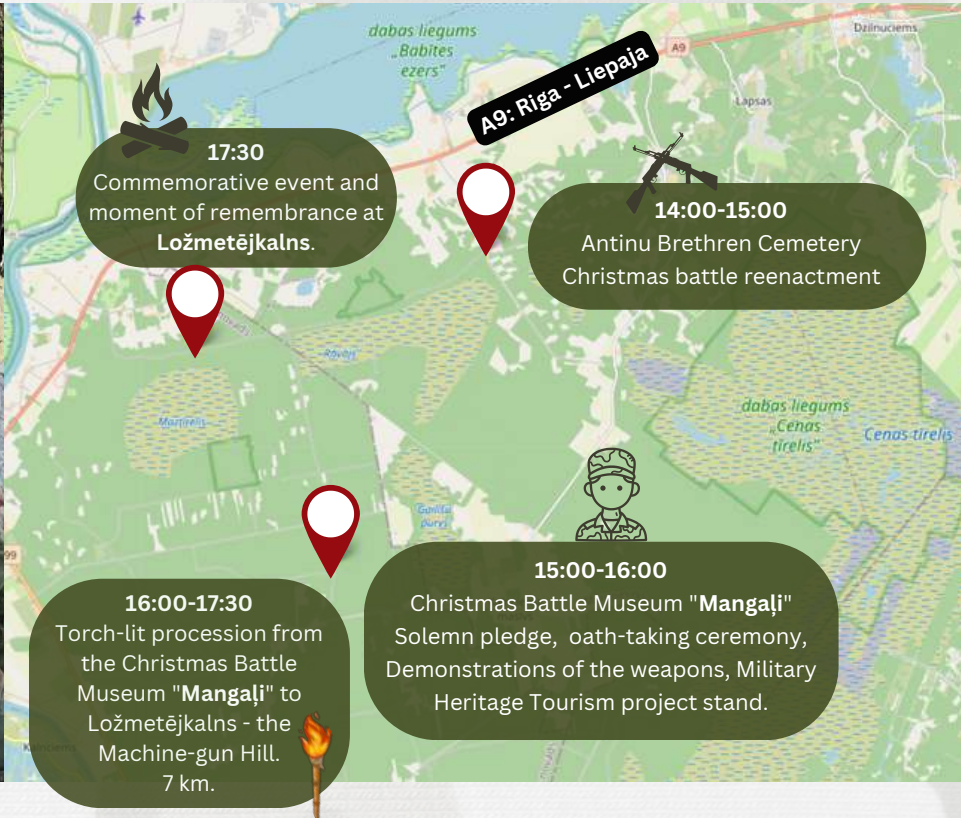 dabas liegums
„Babītes
ezers"
A9
Dzilnuciems
A9: Riga - Liepaja
Lapsas
17:30
Commemorative event and
moment of remembrance at
Ložmetējkalns.
14:00-15:00
Antinu Brethren Cemetery
Christmas battle reenactment
Maztīrelis
dabas liegums
„Cenas
tīrelis"
Cenas tīrelis
99
15:00-16:00
Christmas Battle Museum "Mangaļi"
Solemn pledge, oath-taking ceremony,
Demonstrations of the weapons, Military
Heritage Tourism project stand.
16:00-17:30
Torch-lit procession from
the Christmas Battle
Museum "Mangaļi" to
Ložmetējkalns - the
Machine-gun Hill.
7 km.